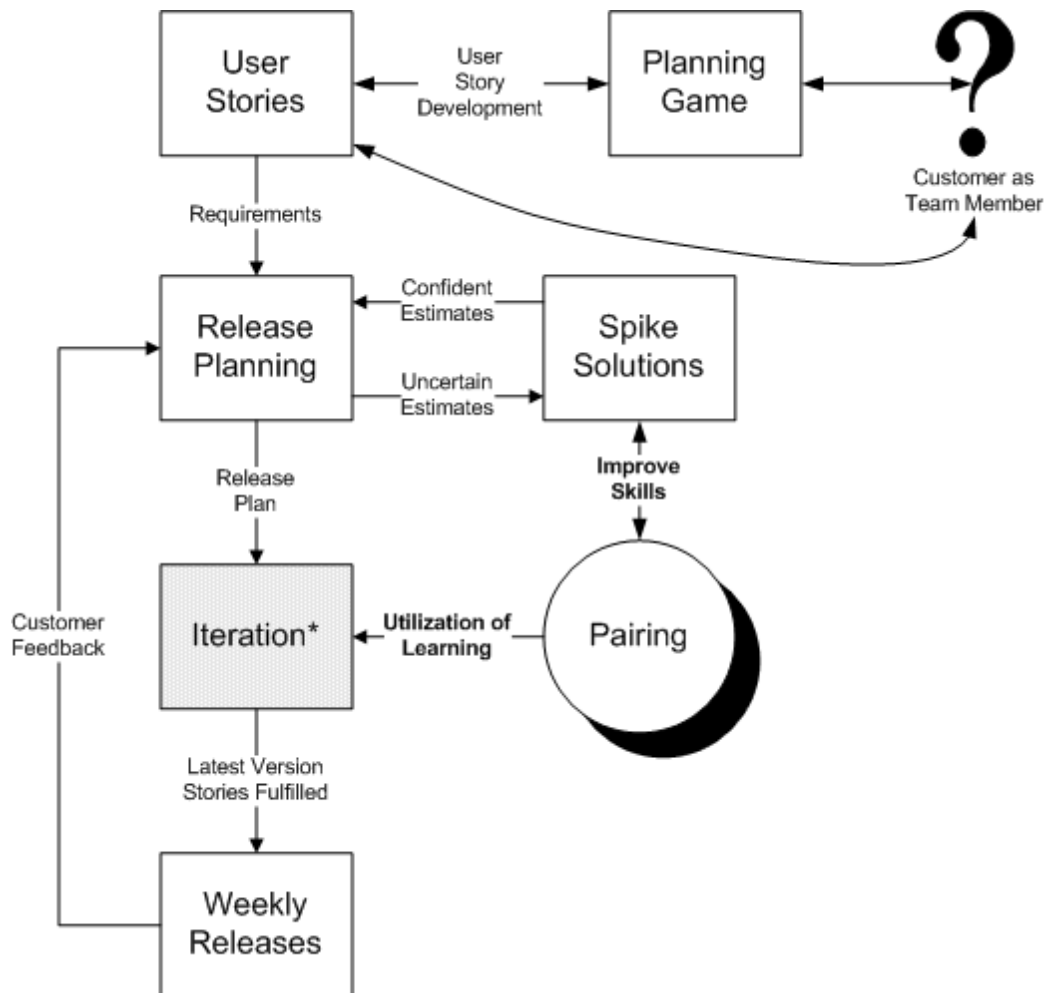 User
Stories
User
Story
Development
Planning
Game
?
Customer as
Team Member
Requirements
Release
Planning
Confident
Estimates
Uncertain
Estimates
Spike
Solutions
Improve
Skills
Release
Plan
Customer
Feedback
Iteration*
Utilization of
Learning
Pairing
Latest Version
Stories Fulfilled
Weekly
Releases